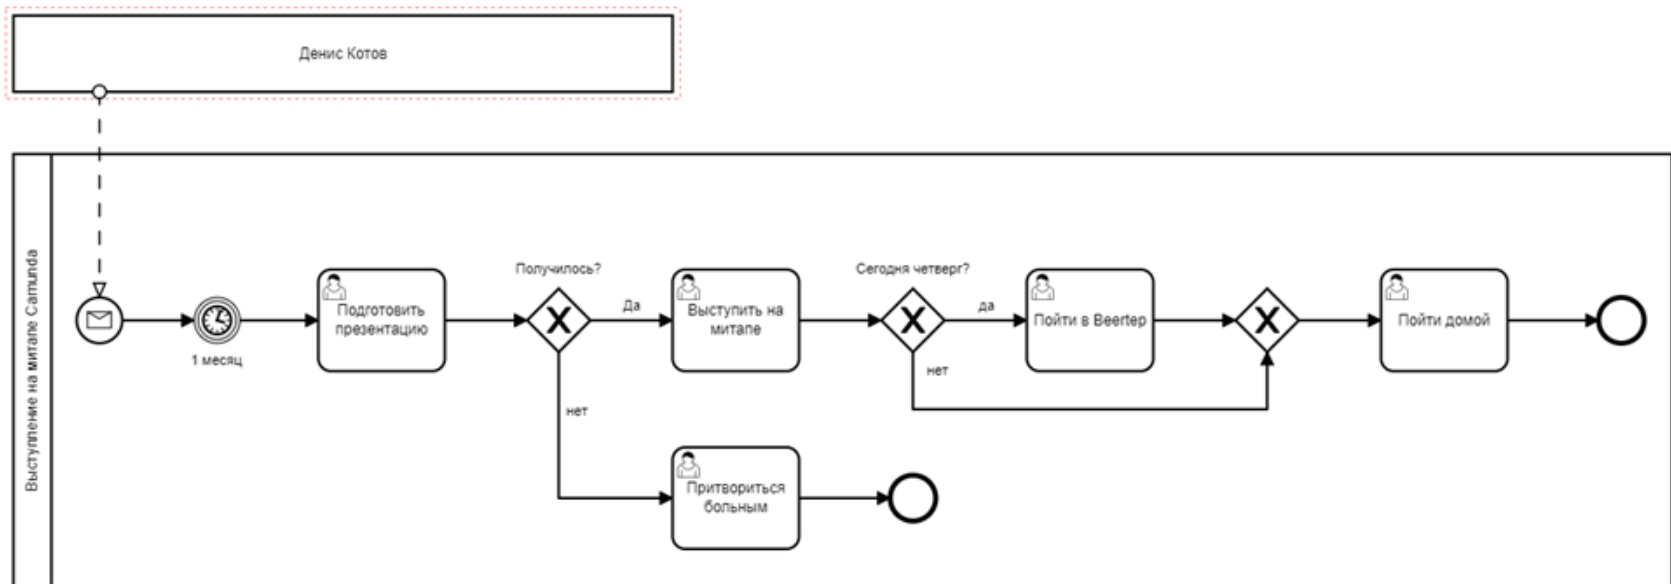 Денис Котов
Выступление на митапе Camunda
1 месяц
Подготовить
презентацию
Получилось?
Да
нет
Выступить на
митапе
Сегодня четверг?
да
нет
Пойти в Beertep
Пойти домой
Притвориться
больным